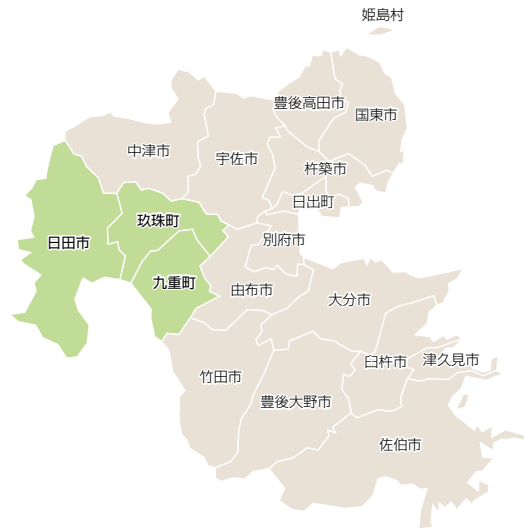 姫島村
豊後高田市
国東市
中津市
宇佐市
杵築市
日出町
玖珠町
日田市
別府市
九重町
由布市
大分市
臼杵市
津久見市
竹田市
豊後大野市
佐伯市